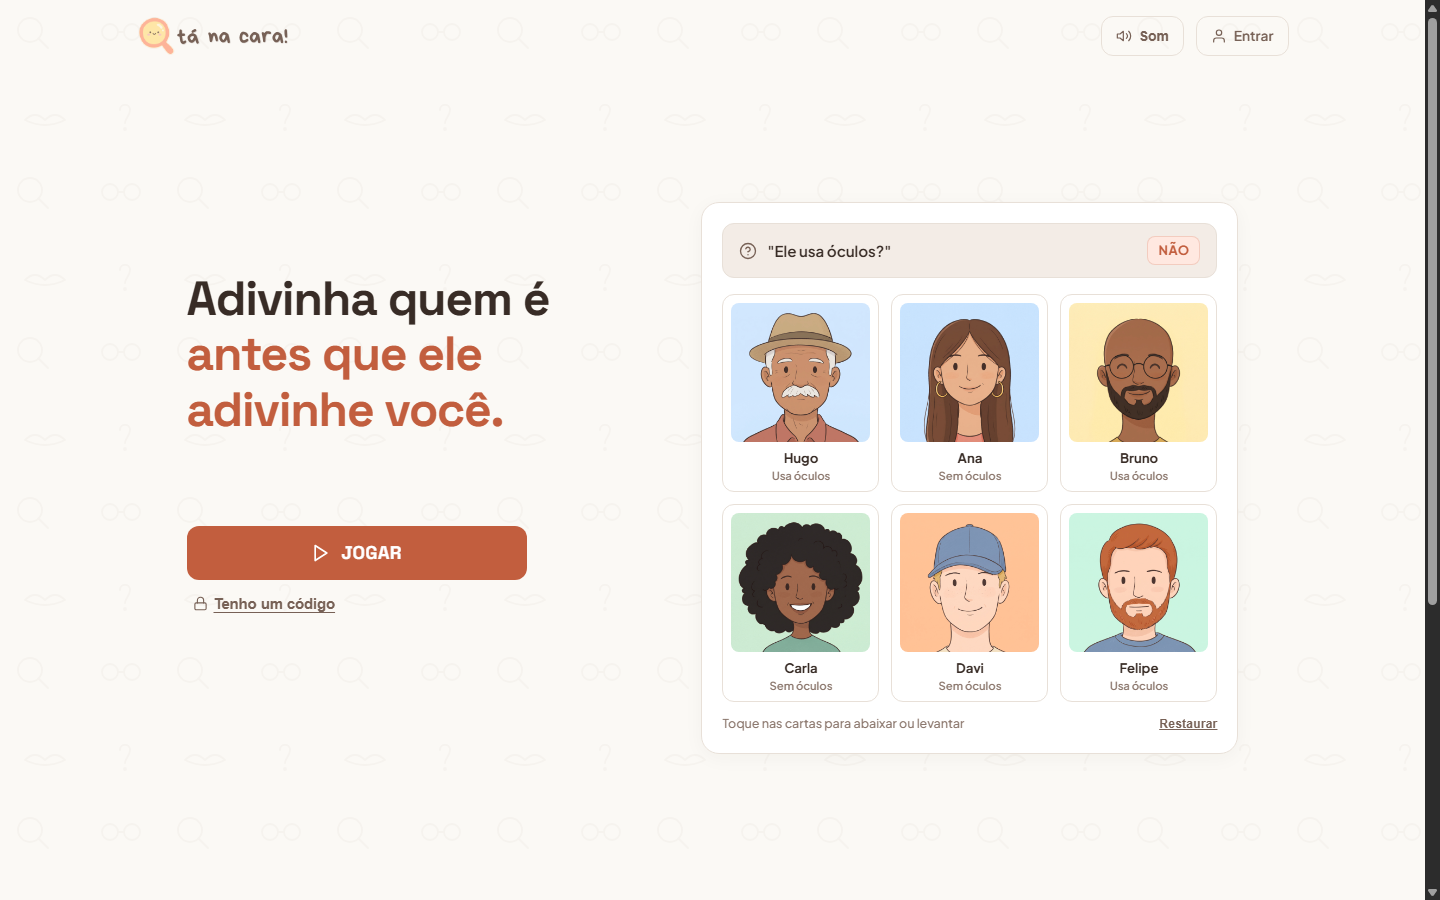 tá na cara!
Som
Entrar
Adivinha quem é
antes que ele
adivinhe você.
JOGAR
Tenho um código
"Ele usa óculos?"
NÃO
Hugo
Usa óculos
Ana
Sem óculos
Bruno
Usa óculos
Carla
Sem óculos
Davi
Sem óculos
Felipe
Usa óculos
Toque nas cartas para abaixar ou levantar
Restaurar